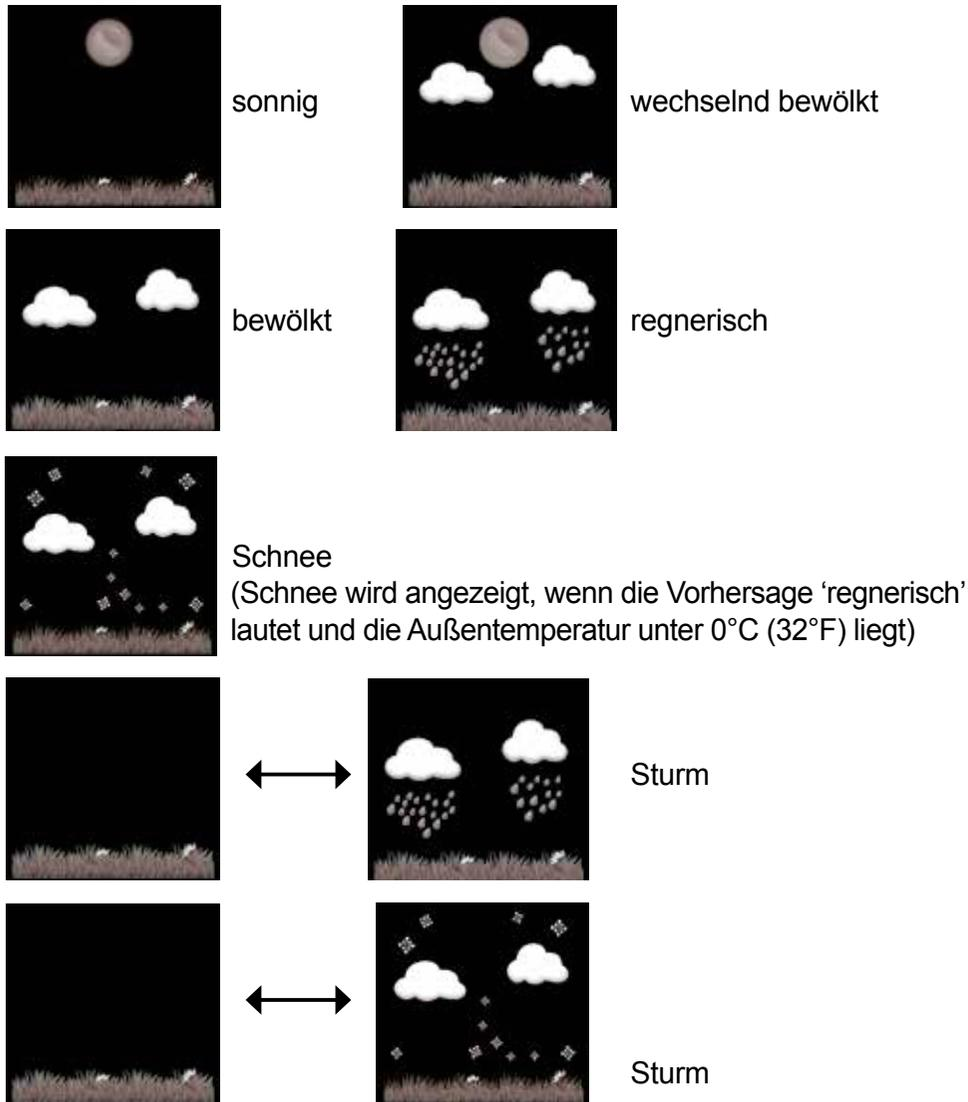 sonnig
wechselnd bewölkt
bewölkt
regnerisch
Schnee
(Schnee wird angezeigt, wenn die Vorhersage ‘regnerisch’
lautet und die Außentemperatur unter 0°C (32°F) liegt)
Sturm
Sturm